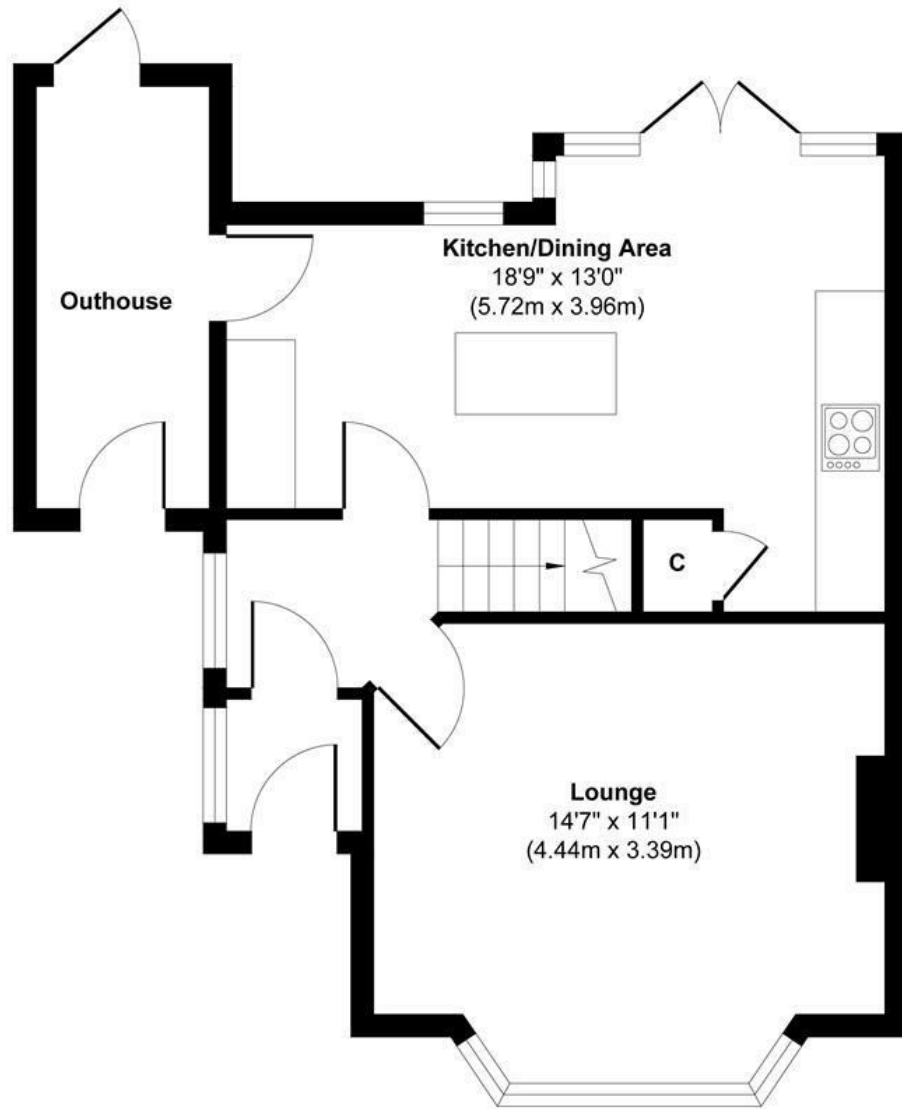 Kitchen/Dining Area
18'9" x 13'0"
(5.72m x 3.96m)
Outhouse
C
Lounge
14'7" x 11'1"
(4.44m x 3.39m)